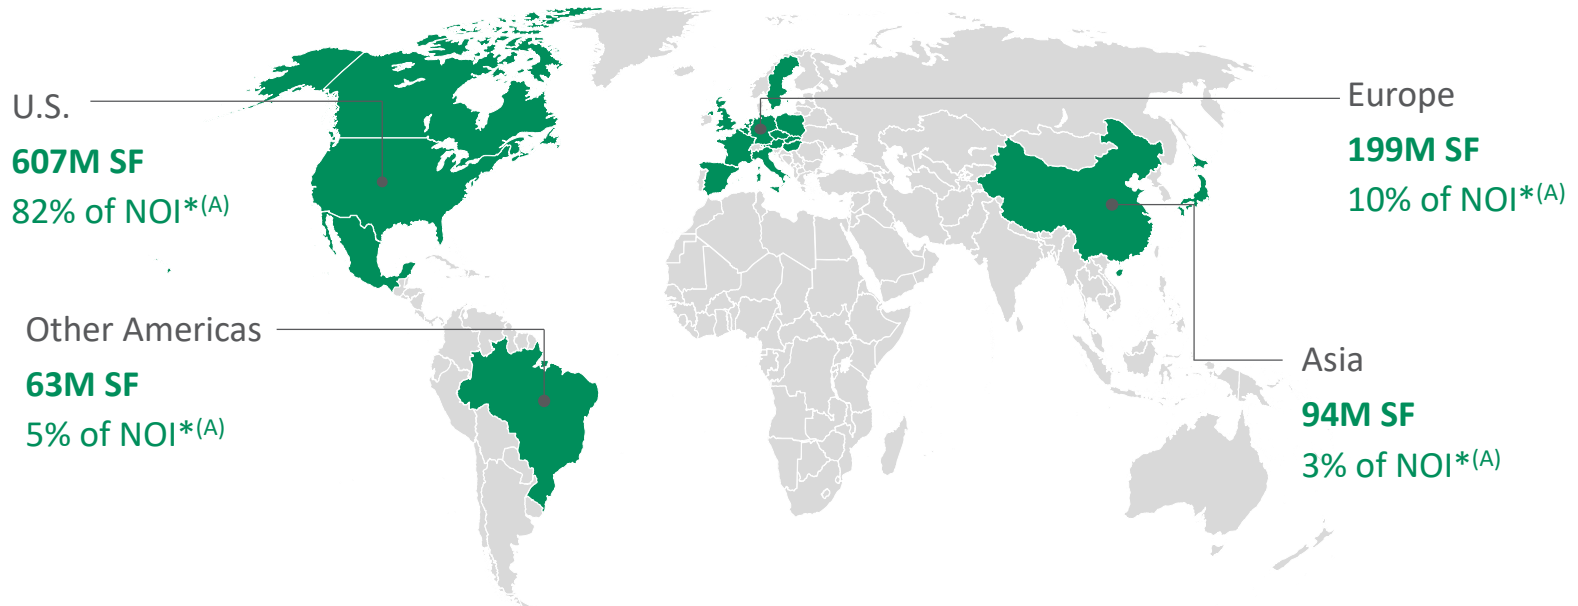 U.S.
607M SF
82% of NOI*(A)
Europe
199M SF
10% of NOI*(A)
Other Americas
63M SF
5% of NOI*(A)
Asia
94M SF
3% of NOI*(A)